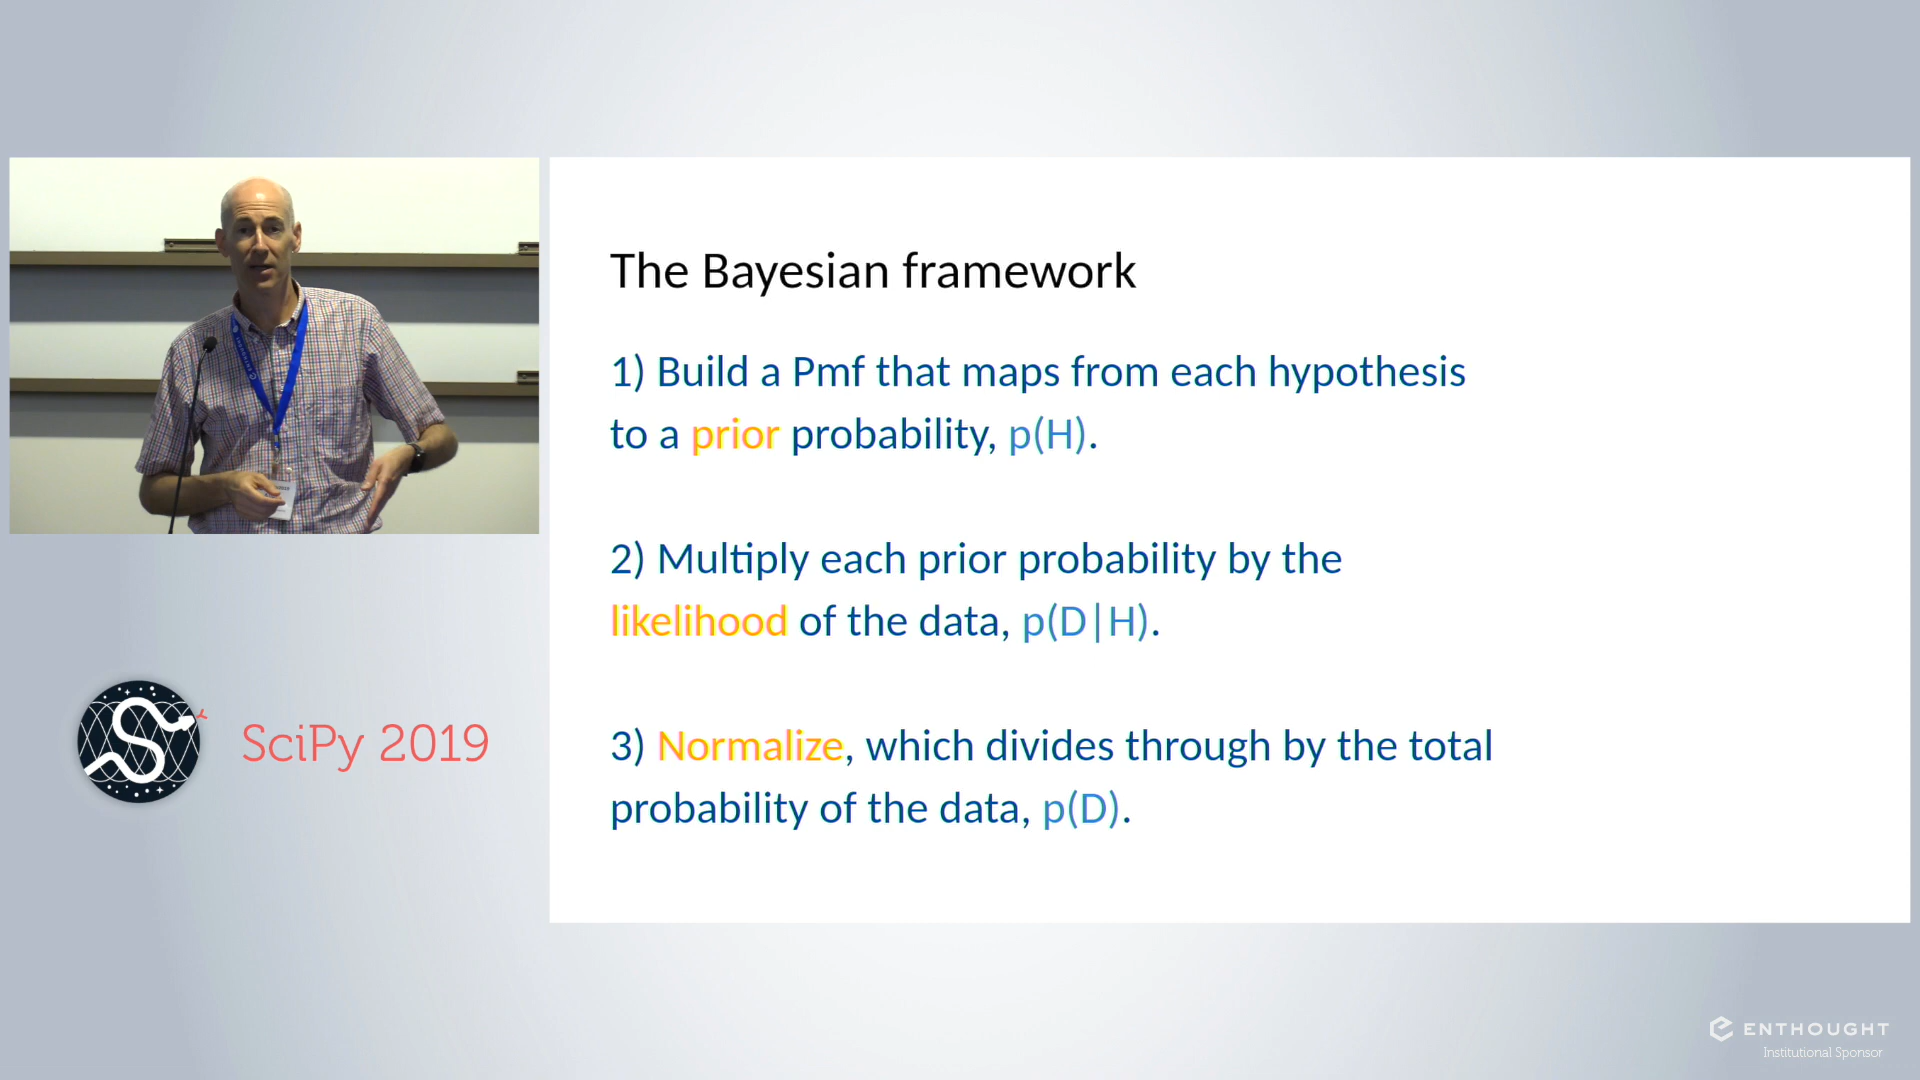 The Bayesian framework
1) Build a Pmf that maps from each hypothesis
to a prior probability, p(H).
2) Multiply each prior probability by the
likelihood of the data, p(D|H).
3) Normalize, which divides through by the total
probability of the data, p(D).
SciPy 2019
ENTHOUGHT
Institutional Sponsor